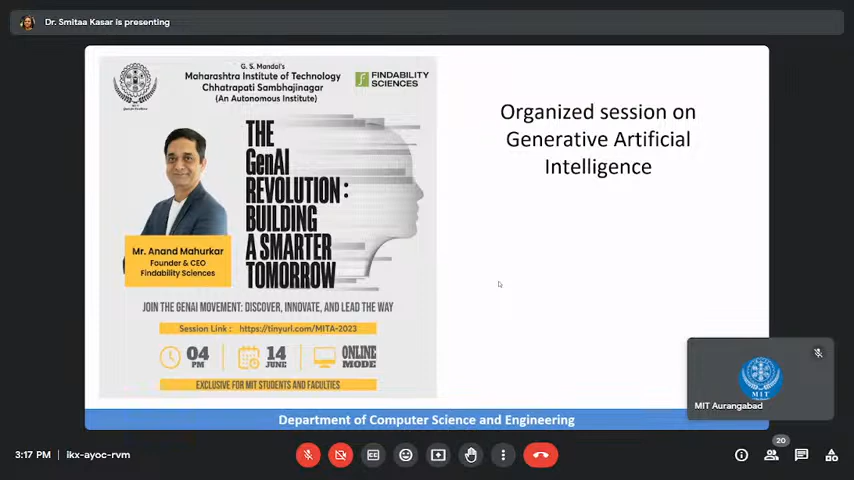 Dr. Smitaa Kasar is presenting
G. S. Mandal's
Maharashtra Institute of Technology
Chhatrapati Sambhajinagar
(An Autonomous Institute)
FINDABILITY
SCIENCES
THE
GenAI
REVOLUTION:
BUILDING
A SMARTER
TOMORROW
Mr. Anand Mahurkar
Founder & CEO
Findability Sciences
JOIN THE GENAI MOVEMENT: DISCOVER, INNOVATE, AND LEAD THE WAY
Session Link : https://tinyurl.com/MITA-2023
04 PM
14 JUNE
ONLINE MODE
EXCLUSIVE FOR MIT STUDENTS AND FACULTIES
Organized session on
Generative Artificial
Intelligence
MIT
MIT Aurangabad
Department of Computer Science and Engineering
3:17 PM | ikx-ayoc-rvm
20